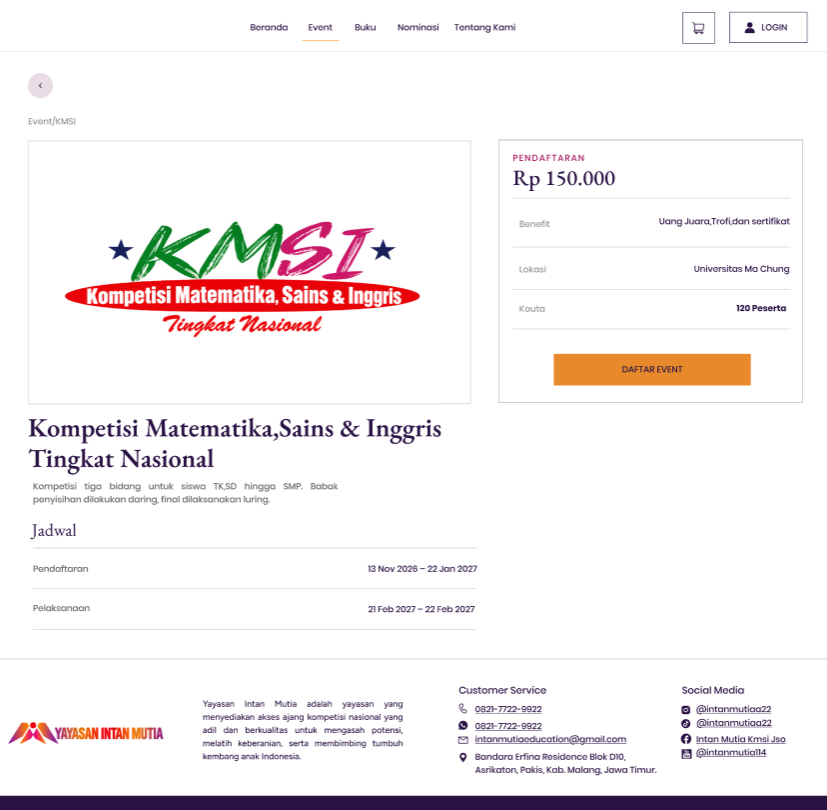 Beranda Event Buku Nominasi Tentang Kami LOGIN
Event/KMSI
KMSI
Kompetisi Matematika, Sains & Inggris
Tingkat Nasional
PENDAFTARAN
Rp 150.000
Benefit Uang Juara,Trofi,dan sertifikat
Lokasi Universitas Ma Chung
Kouta 120 Peserta
DAFTAR EVENT
Kompetisi Matematika,Sains & Inggris
Tingkat Nasional
Kompetisi tiga bidang untuk siswa TK,SD hingga SMP. Babak
penyisihan dilakukan daring, final dilaksanakan luring.
Jadwal
Pendaftaran 13 Nov 2026 – 22 Jan 2027
Pelaksanaan 21 Feb 2027 – 22 Feb 2027
YAYASAN INTAN MUTIA
Yayasan Intan Mutia adalah yayasan yang
menyediakan akses ajang kompetisi nasional yang
adil dan berkualitas untuk mengasah potensi,
melatih keberanian, serta membimbing tumbuh
kembang anak Indonesia.
Customer Service
0821-7722-9922
0821-7722-9922
intanmutiaeducation@gmail.com
Bandara Erfina Residence Blok D10,
Asrikaton, Pakis, Kab. Malang, Jawa Timur.
Social Media
@intanmutiaa22
@intanmutiaa22
Intan Mutia Kmsi Jso
@intanmutia114